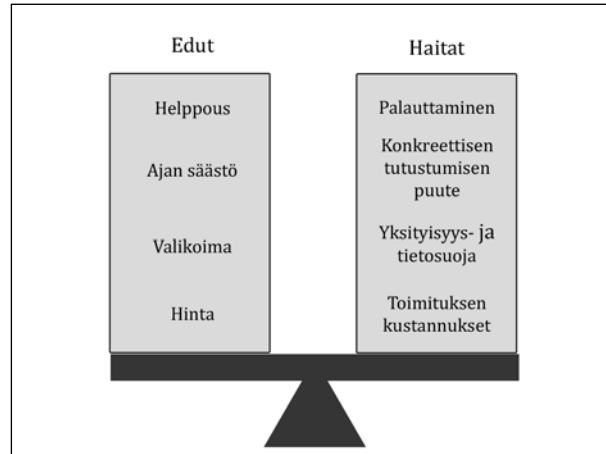 Edut
Helppous
Ajan säästö
Valikoima
Hinta
Haitat
Palauttaminen
Konkreettisen
tutustumisen
puute
Yksityisyys- ja
tietosuoja
Toimituksen
kustannukset